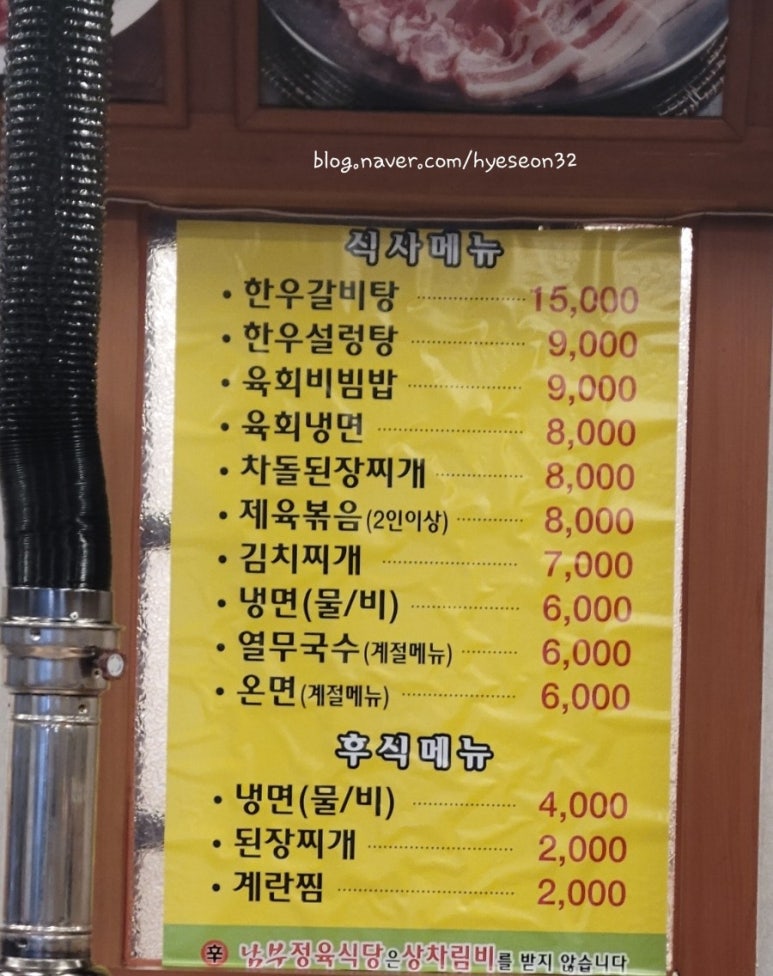 blog.naver.com/hyeseon32
식사메뉴
• 한우갈비탕 ............ 15,000
• 한우설렁탕 ............ 9,000
• 육회비빔밥 ............ 9,000
• 육회냉면 ............ 8,000
• 차돌된장찌개 ............ 8,000
• 제육볶음(2인이상) ............ 8,000
• 김치찌개 ............ 7,000
• 냉면(물/비) ............ 6,000
• 열무국수(계절메뉴) ............ 6,000
• 온면(계절메뉴) ............ 6,000
후식메뉴
• 냉면(물/비) ............ 4,000
• 된장찌개 ............ 2,000
• 계란찜 ............ 2,000
辛 남부정육식당은상차림비를 받지 않습니다